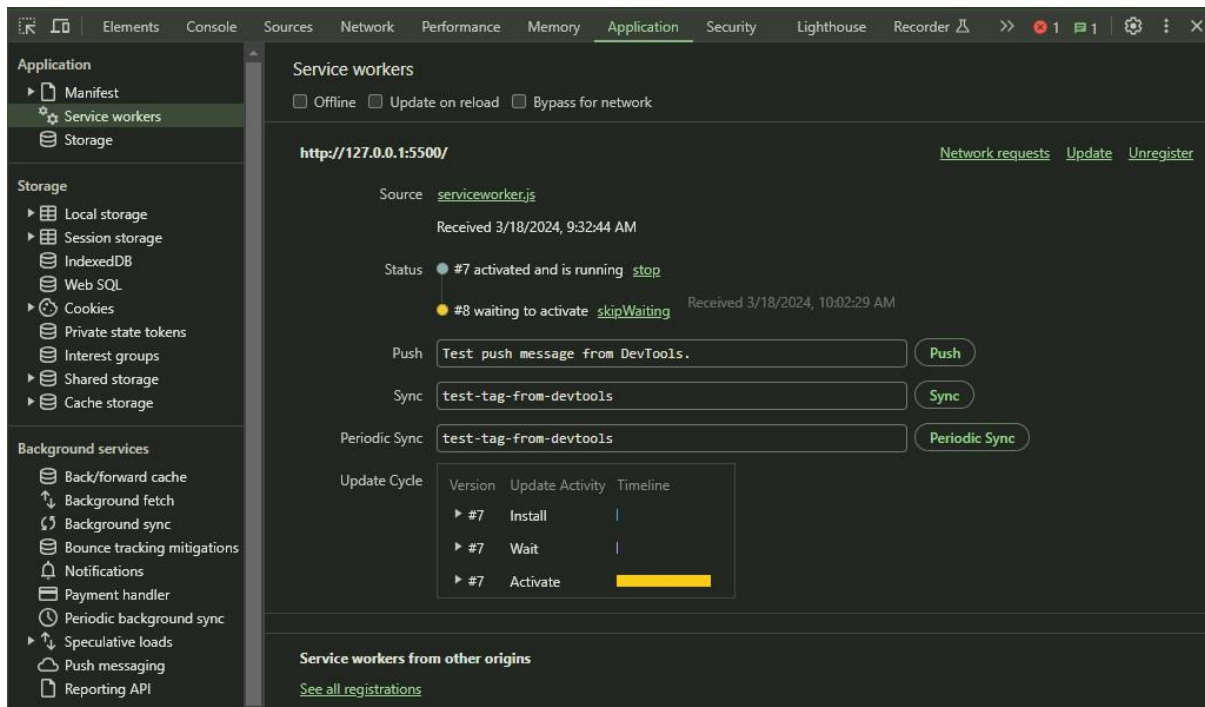 Elements Console Sources Network Performance Memory Application Security Lighthouse Recorder 1 1
Application
Manifest
Service workers
Storage
Storage
Local storage
Session storage
IndexedDB
Web SQL
Cookies
Private state tokens
Interest groups
Shared storage
Cache storage
Background services
Back/forward cache
Background fetch
Background sync
Bounce tracking mitigations
Notifications
Payment handler
Periodic background sync
Speculative loads
Push messaging
Reporting API
Service workers
Offline Update on reload Bypass for network
http://127.0.0.1:5500/ Network requests Update Unregister
Source serviceworker.js
Received 3/18/2024, 9:32:44 AM
Status #7 activated and is running stop
#8 waiting to activate skipWaiting Received 3/18/2024, 10:02:29 AM
Push Test push message from DevTools. Push
Sync test-tag-from-devtools Sync
Periodic Sync test-tag-from-devtools Periodic Sync
Update Cycle Version Update Activity Timeline
#7 Install
#7 Wait
#7 Activate
Service workers from other origins
See all registrations